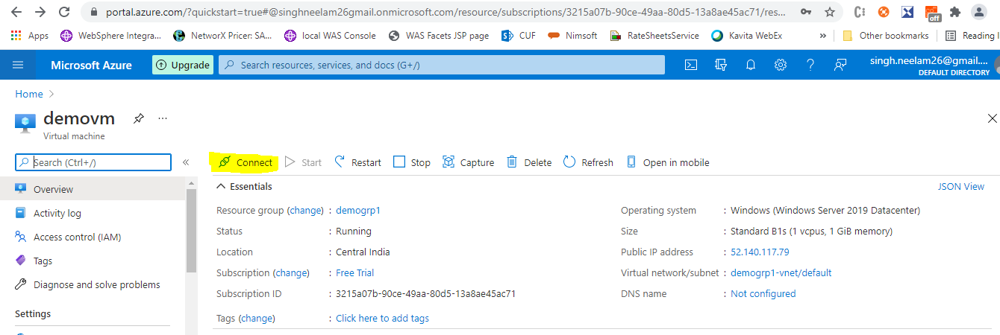 portal.azure.com/?quickstart=true#@singhneelam26gmail.onmicrosoft.com/resource/subscriptions/3215a07b-90ce-49aa-80d5-13a8ae45ac71/res...
off
Apps WebSphere Integra... NetworX Pricer: SA... local WAS Console WAS Facets JSP page CUF Nimsoft RateSheetsService Kavita WebEx » Other bookmarks Reading l
Microsoft Azure Upgrade Search resources, services, and docs (G+/) singh.neelam26@gmail....
DEFAULT DIRECTORY
Home >
demovm ...
Virtual machine
Search (Ctrl+/) « Connect Start Restart Stop Capture Delete Refresh Open in mobile
Essentials JSON View
Overview
Activity log
Access control (IAM)
Tags
Diagnose and solve problems
Settings
Resource group (change) : demogrp1
Status : Running
Location : Central India
Subscription (change) : Free Trial
Subscription ID : 3215a07b-90ce-49aa-80d5-13a8ae45ac71
Tags (change) : Click here to add tags
Operating system : Windows (Windows Server 2019 Datacenter)
Size : Standard B1s (1 vcpus, 1 GiB memory)
Public IP address : 52.140.117.79
Virtual network/subnet : demogrp1-vnet/default
DNS name : Not configured